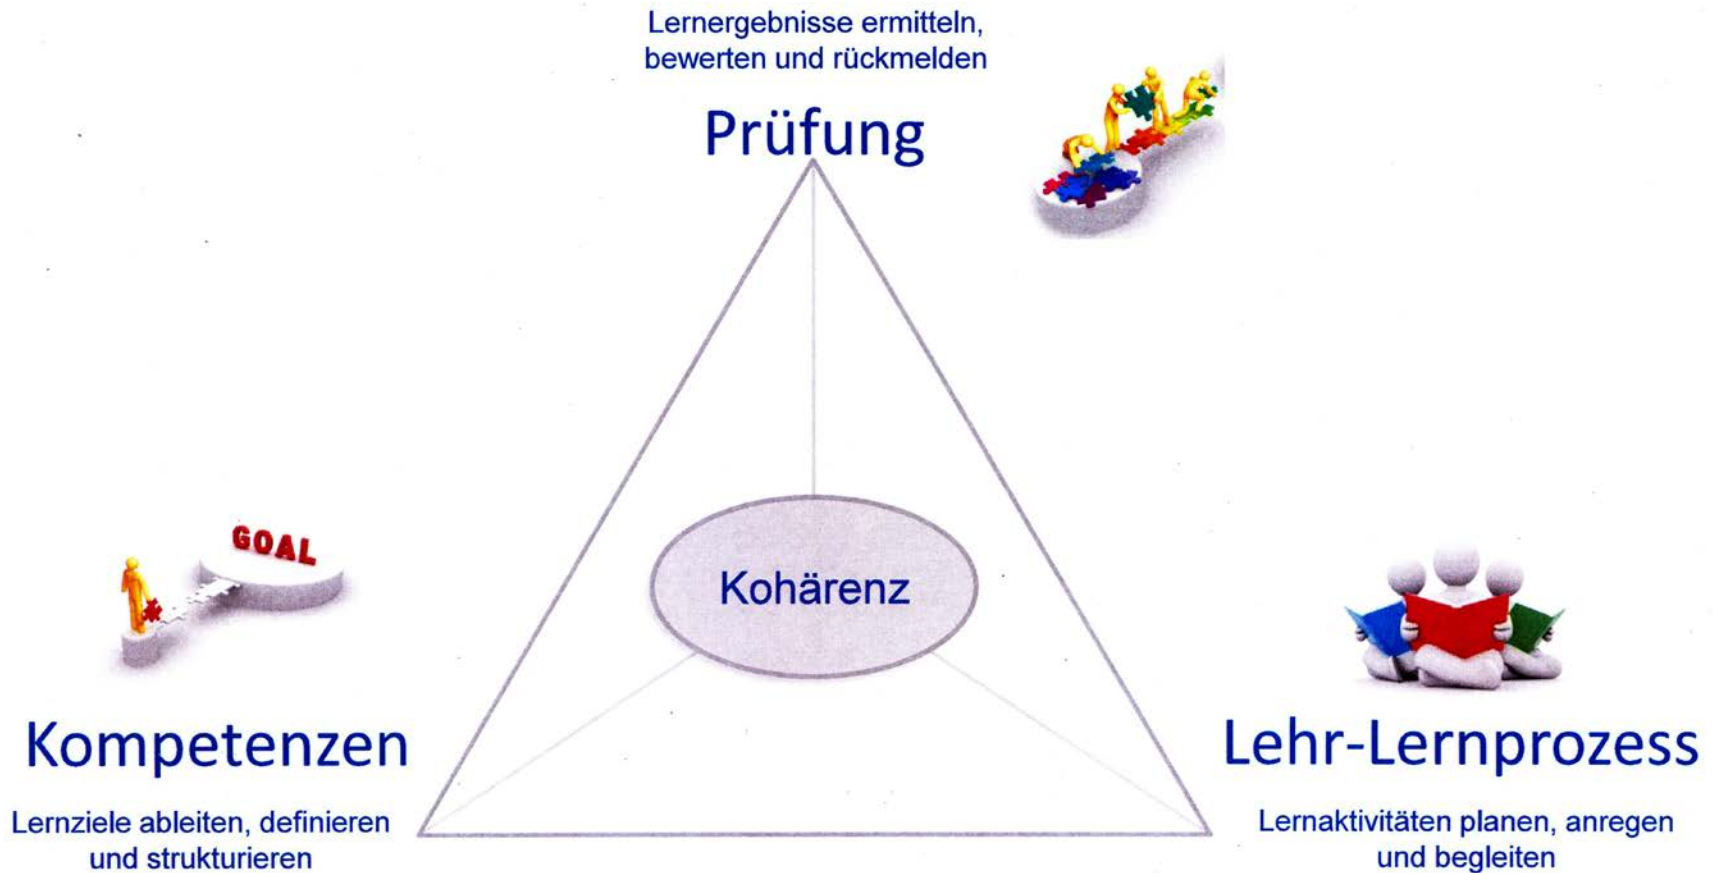 Lernergebnisse ermitteln,
bewerten und rückmelden
Prüfung
GOAL
Kohärenz
Kompetenzen
Lernziele ableiten, definieren
und strukturieren
Lehr-Lernprozess
Lernaktivitäten planen, anregen
und begleiten